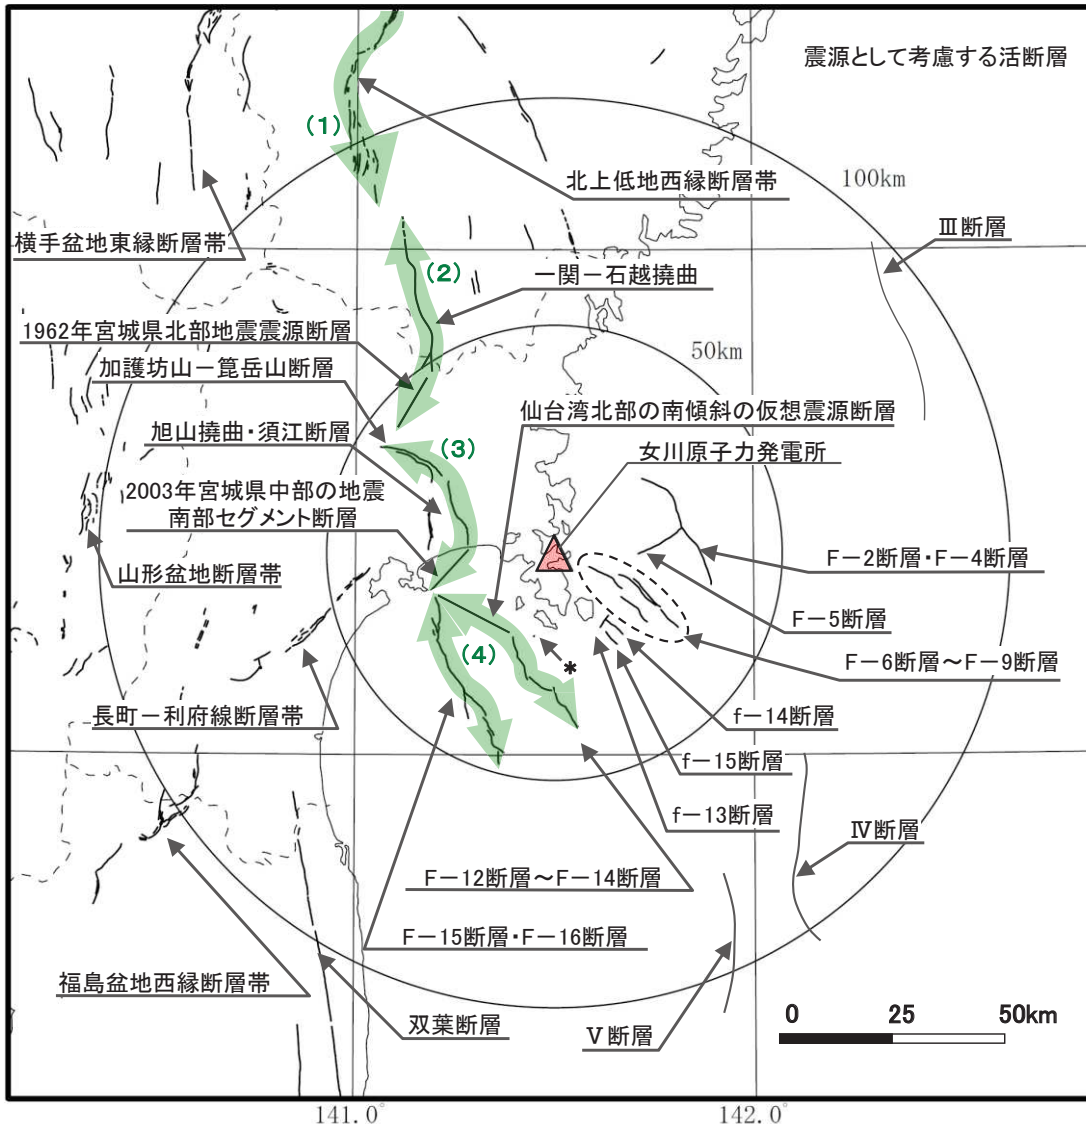 震源として考慮する活断層
(1)
北上低地西縁断層帯
100km
Ⅲ断層
横手盆地東縁断層帯
(2)
一関－石越撓曲
1962年宮城県北部地震震源断層
50km
加護坊山－箟岳山断層
仙台湾北部の南傾斜の仮想震源断層
旭山撓曲・須江断層
(3)
女川原子力発電所
2003年宮城県中部の地震
南部セグメント断層
F－2断層・F－4断層
山形盆地断層帯
F－5断層
(4)
*
F－6断層～F－9断層
長町－利府線断層帯
f－14断層
f－15断層
f－13断層
Ⅳ断層
F－12断層～F－14断層
F－15断層・F－16断層
福島盆地西縁断層帯
双葉断層
Ⅴ断層
0 25 50km
141.0° 142.0°